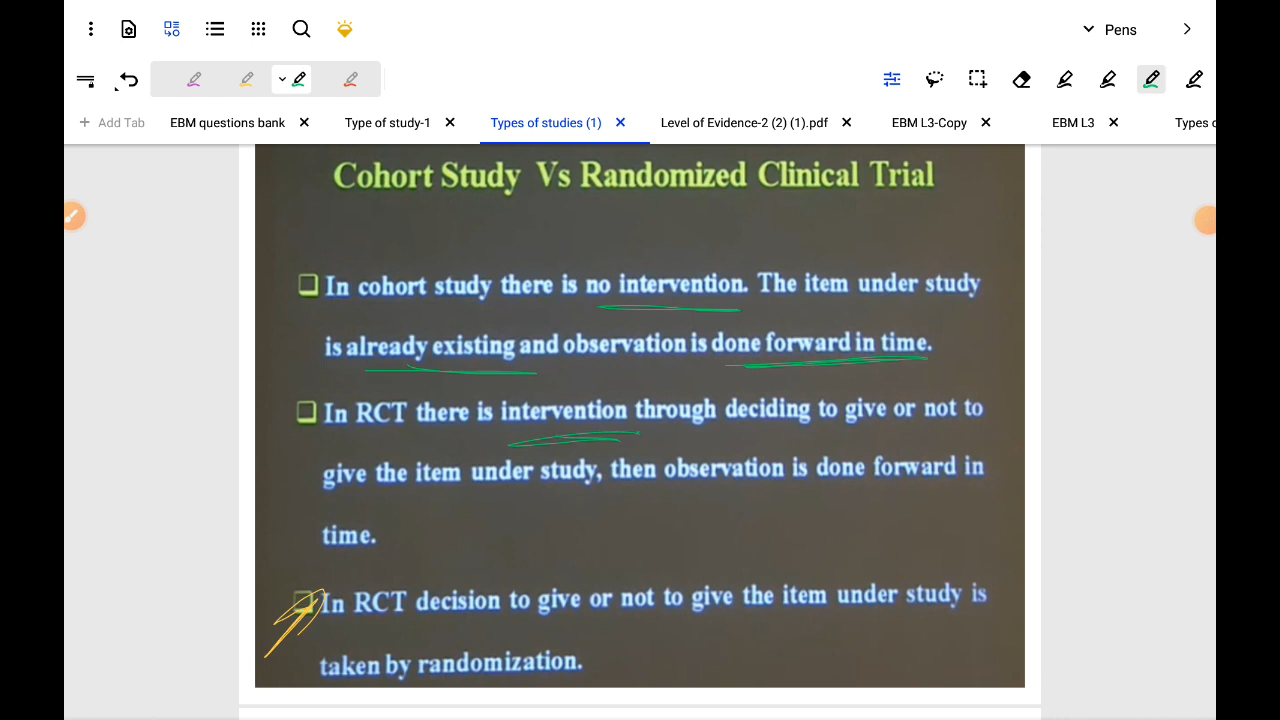 Pens
Add Tab
EBM questions bank
Type of study-1
Types of studies (1)
Level of Evidence-2 (2) (1).pdf
EBM L3-Copy
EBM L3
Types
Cohort Study Vs Randomized Clinical Trial
In cohort study there is no intervention. The item under study
is already existing and observation is done forward in time.
In RCT there is intervention through deciding to give or not to
give the item under study, then observation is done forward in
time.
In RCT decision to give or not to give the item under study is
taken by randomization.